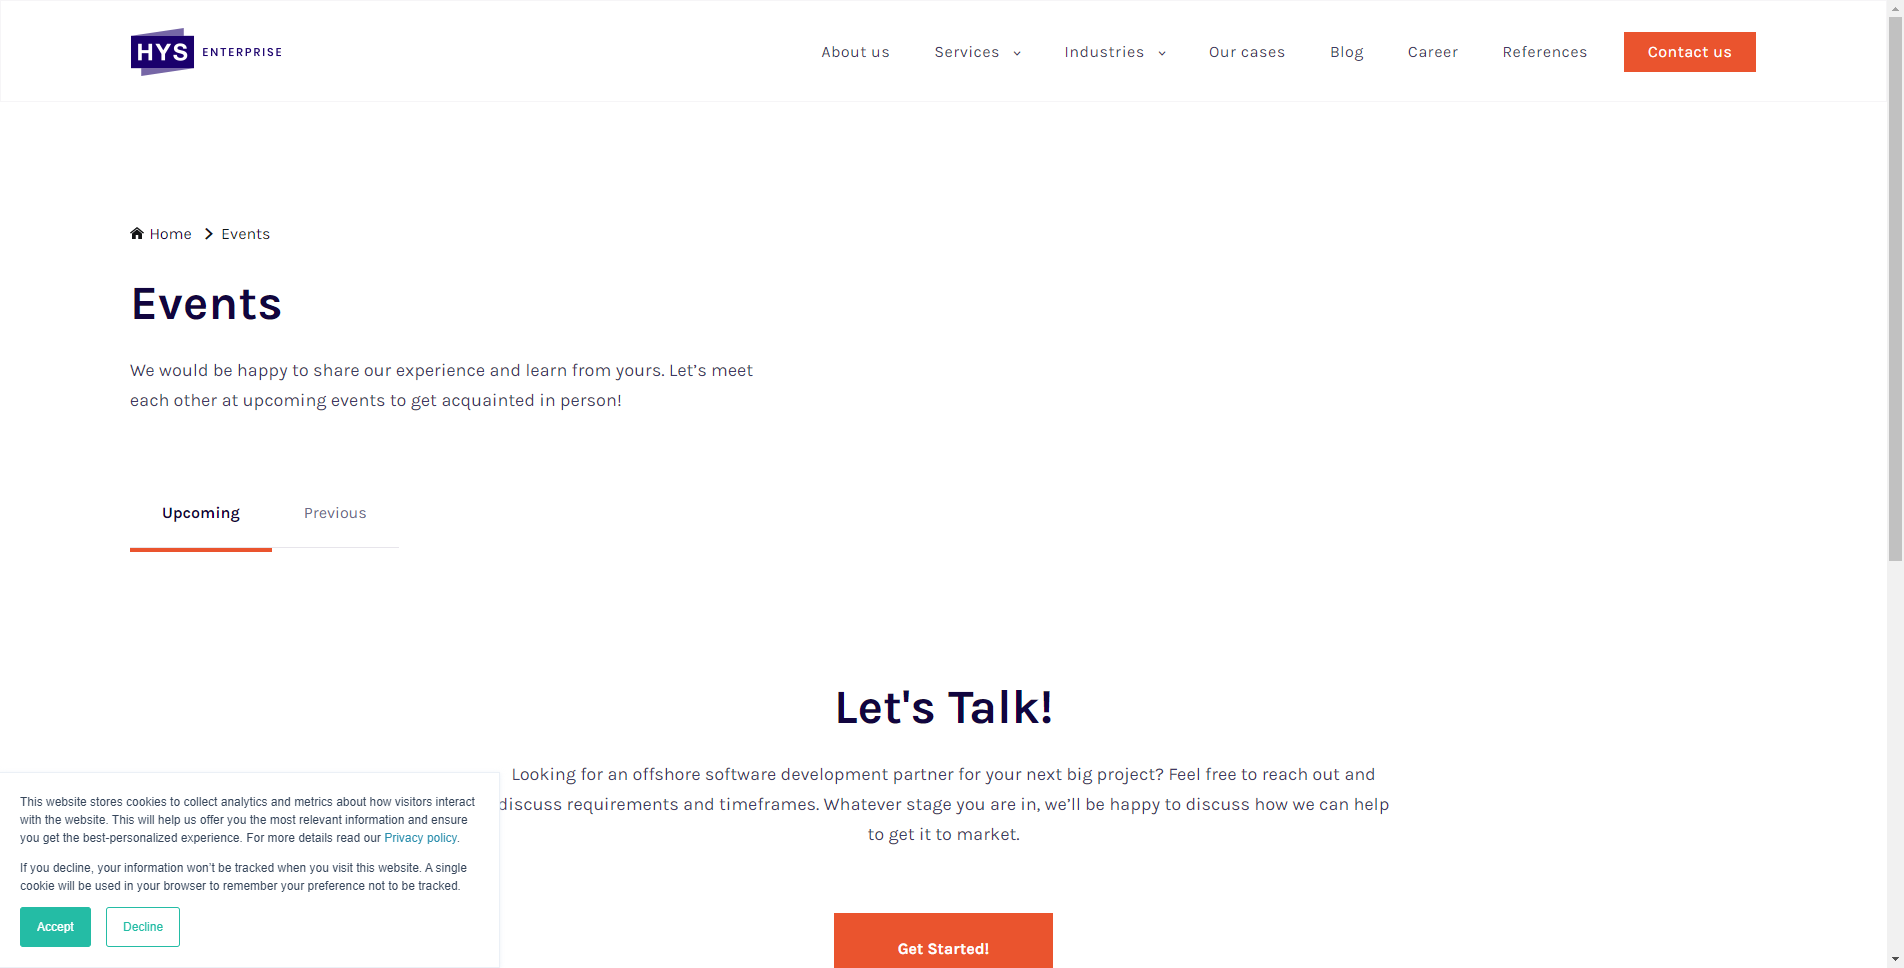 HYS ENTERPRISE
About us
Services
Industries
Our cases
Blog
Career
References
Contact us
Home
Events
Events
We would be happy to share our experience and learn from yours. Let’s meet
each other at upcoming events to get acquainted in person!
Upcoming
Previous
Let's Talk!
Looking for an offshore software development partner for your next big project? Feel free to reach out and
discuss requirements and timeframes. Whatever stage you are in, we’ll be happy to discuss how we can help
to get it to market.
Get Started!
This website stores cookies to collect analytics and metrics about how visitors interact
with the website. This will help us offer you the most relevant information and ensure
you get the best-personalized experience. For more details read our Privacy policy.
If you decline, your information won’t be tracked when you visit this website. A single
cookie will be used in your browser to remember your preference not to be tracked.
Accept
Decline